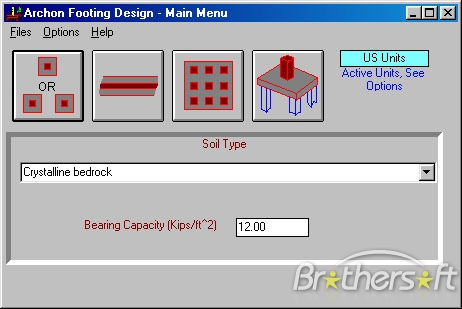 Archon Footing Design - Main Menu
Files Options Help
OR
US Units
Active Units, See
Options
Soil Type
Crystalline bedrock
Bearing Capacity (Kips/ft^2) 12.00
Brothersoft